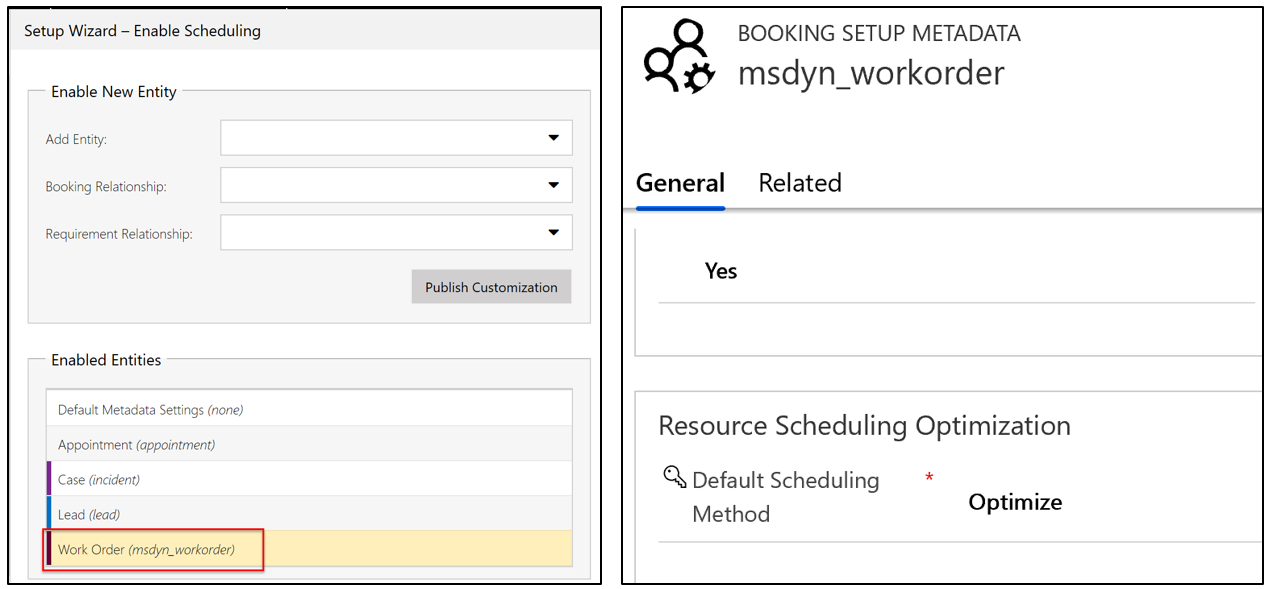 Setup Wizard – Enable Scheduling
Enable New Entity
Add Entity:
Booking Relationship:
Requirement Relationship:
Publish Customization
Enabled Entities
Default Metadata Settings (none)
Appointment (appointment)
Case (incident)
Lead (lead)
Work Order (msdyn_workorder)
BOOKING SETUP METADATA
msdyn_workorder
General Related
Yes
Resource Scheduling Optimization
Default Scheduling *
Method
Optimize